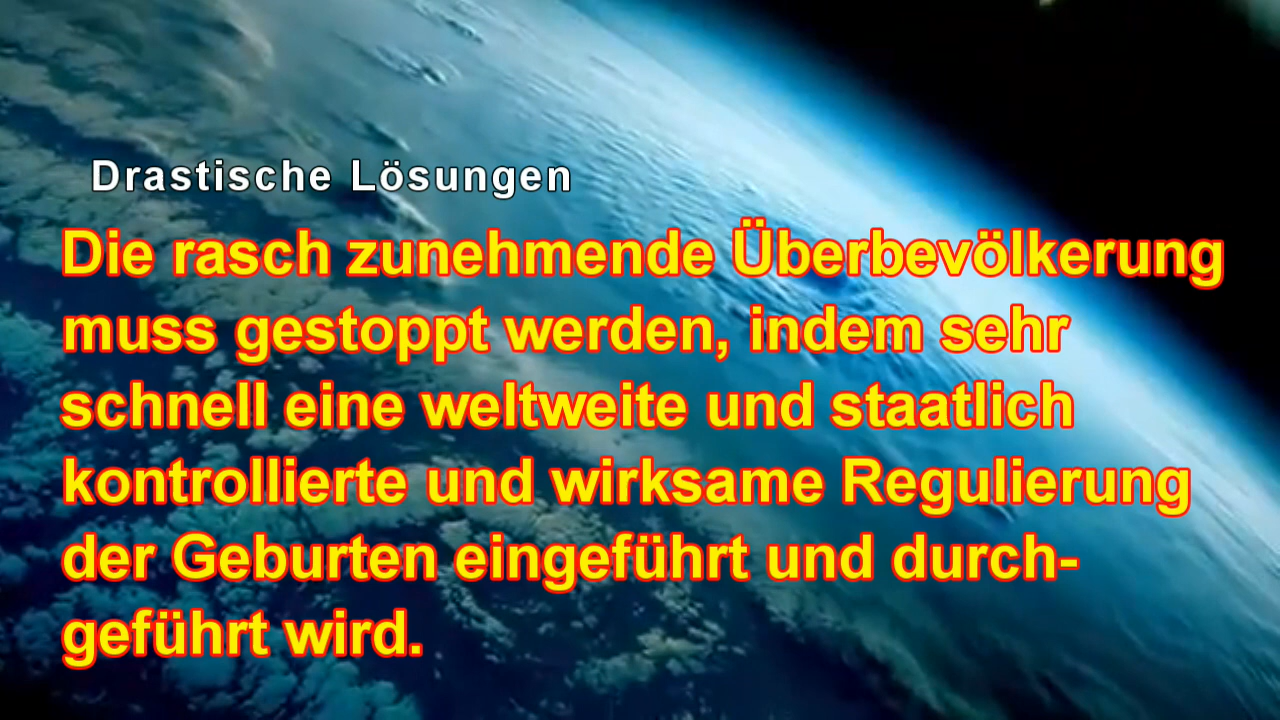 Drastische Lösungen
Die rasch zunehmende Überbevölkerung
muss gestoppt werden, indem sehr
schnell eine weltweite und staatlich
kontrollierte und wirksame Regulierung
der Geburten eingeführt und durch-
geführt wird.